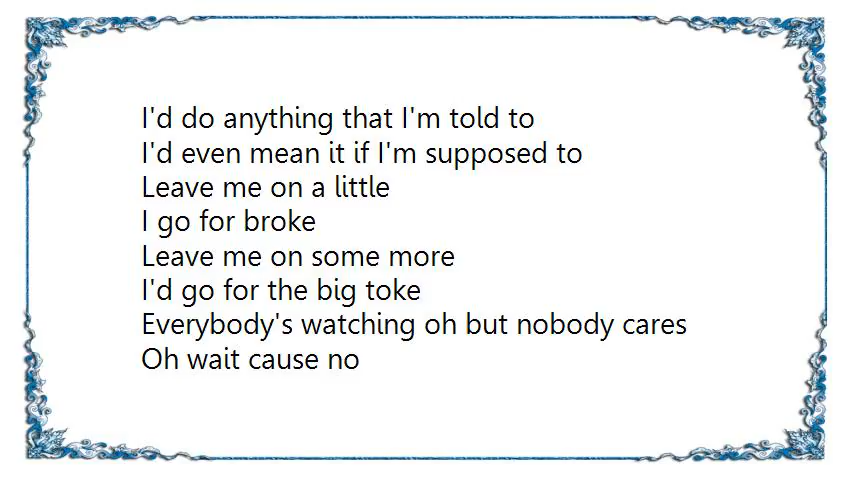 I'd do anything that I'm told to
I'd even mean it if I'm supposed to
Leave me on a little
I go for broke
Leave me on some more
I'd go for the big toke
Everybody's watching oh but nobody cares
Oh wait cause no